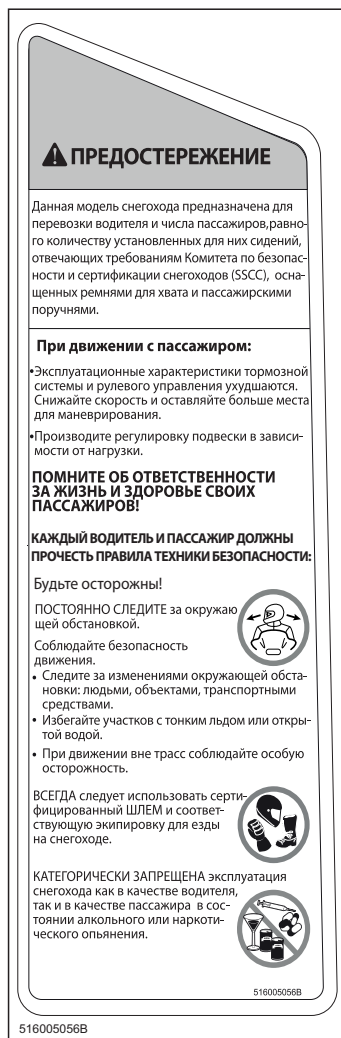 ПРЕДОСТЕРЕЖЕНИЕ
Данная модель снегохода предназначена для
перевозки водителя и числа пассажиров,равно-
го количеству установленных для них сидений,
отвечающих требованиям Комитета по безопас-
ности и сертификации снегоходов (SSCC), осна-
щенных ремнями для хвата и пассажирскими
поручнями.
При движении с пассажиром:
•Эксплуатационные характеристики тормозной
системы и рулевого управления ухудшаются.
Снижайте скорость и оставляйте больше места
для маневрирования.
•Производите регулировку подвески в зависи-
мости от нагрузки.
ПОМНИТЕ ОБ ОТВЕТСТВЕННОСТИ
ЗА ЖИЗНЬ И ЗДОРОВЬЕ СВОИХ
ПАССАЖИРОВ!
КАЖДЫЙ ВОДИТЕЛЬ И ПАССАЖИР ДОЛЖНЫ
ПРОЧЕСТЬ ПРАВИЛА ТЕХНИКИ БЕЗОПАСНОСТИ:
Будьте осторожны!
ПОСТОЯННО СЛЕДИТЕ за окружаю
щей обстановкой.
Соблюдайте безопасность
движения.
• Следите за изменениями окружающей обста-
новки: людьми, объектами, транспортными
средствами.
• Избегайте участков с тонким льдом или откры-
той водой.
• При движении вне трасс соблюдайте особую
осторожность.
ВСЕГДА следует использовать серти-
фицированный ШЛЕМ и соответ-
ствующую экипировку для езды
на снегоходе.
КАТЕГОРИЧЕСКИ ЗАПРЕЩЕНА эксплуатация
снегохода как в качестве водителя,
так и в качестве пассажира в сос-
тоянии алкольного или наркоти-
ческого опьянения.
516005056B
516005056B